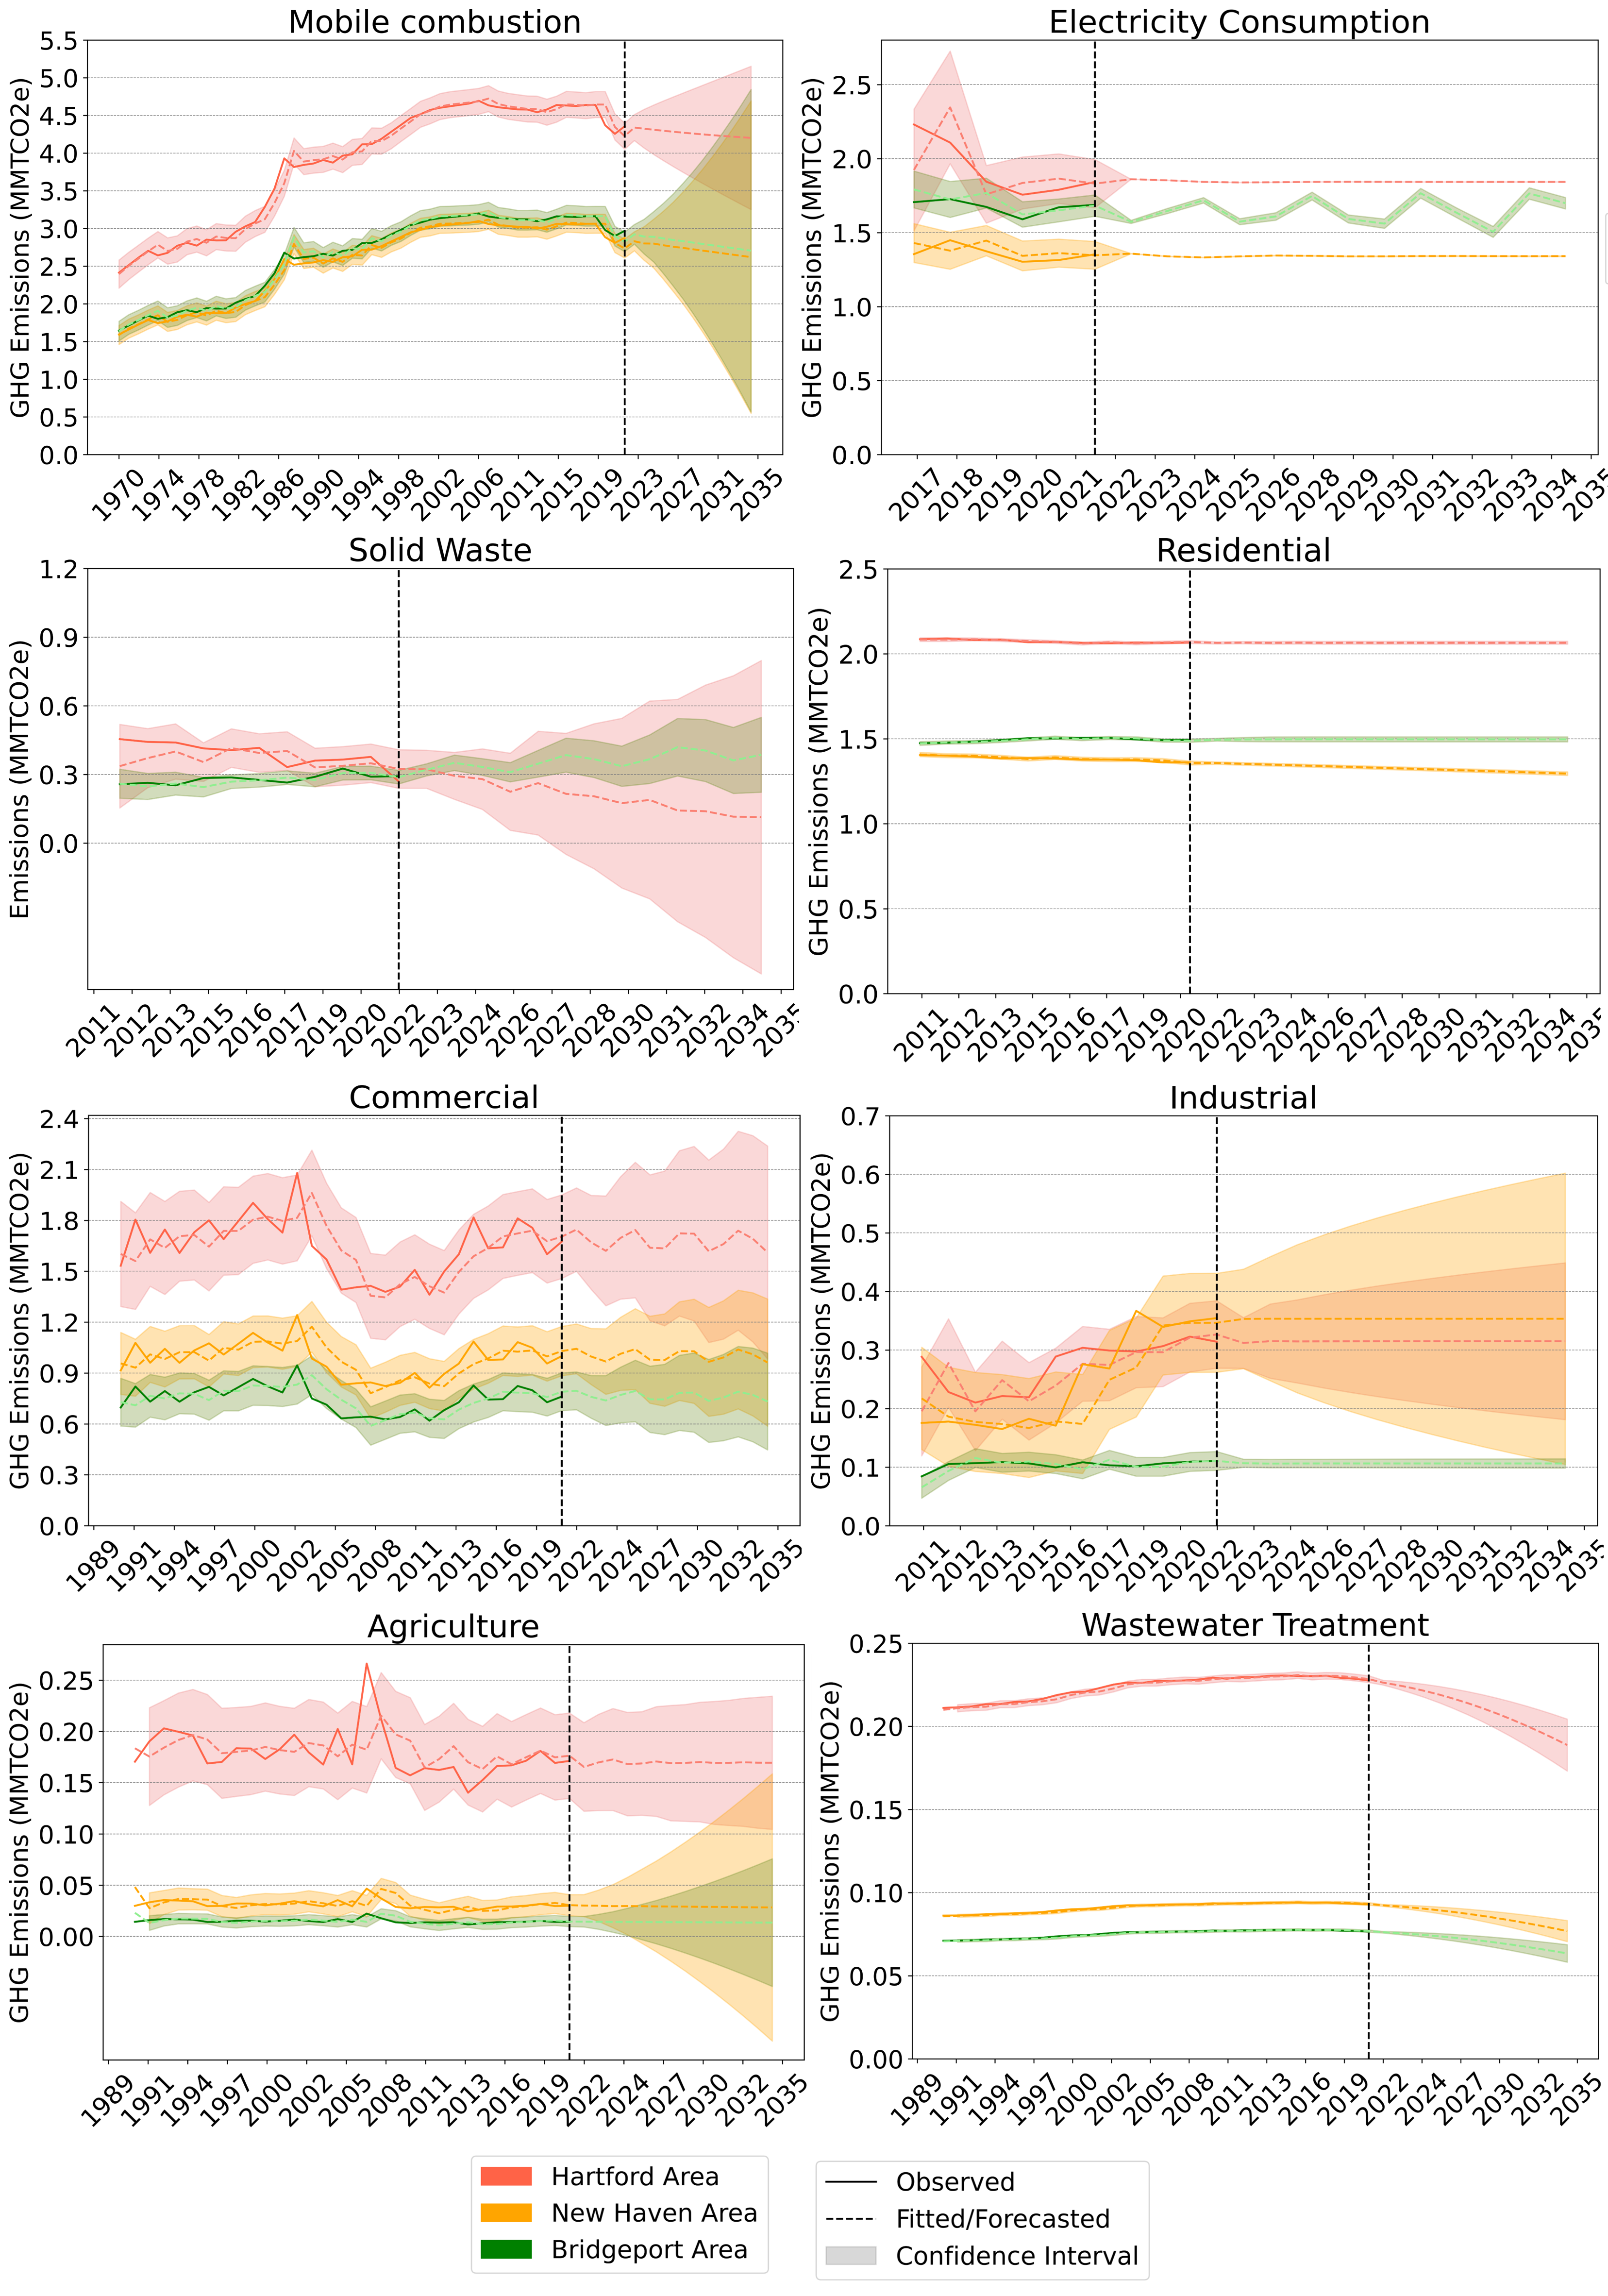 Mobile combustion
GHG Emissions (MMTCO2e)
5.5
5.0
4.5
4.0
3.5
3.0
2.5
2.0
1.5
1.0
0.5
0.0
1970 1974 1978 1982 1986 1990 1994 1998 2002 2006 2011 2015 2019 2023 2027 2031 2035
Electricity Consumption
GHG Emissions (MMTCO2e)
2.5
2.0
1.5
1.0
0.5
0.0
2017 2018 2019 2020 2021 2022 2023 2024 2025 2026 2028 2029 2030 2031 2032 2033 2034 2035
Solid Waste
Emissions (MMTCO2e)
1.2
0.9
0.6
0.3
0.0
2011 2012 2013 2015 2016 2017 2019 2020 2022 2023 2024 2026 2027 2028 2030 2031 2032 2034 2035
Residential
GHG Emissions (MMTCO2e)
2.5
2.0
1.5
1.0
0.5
0.0
2011 2012 2013 2015 2016 2017 2019 2020 2022 2023 2024 2026 2027 2028 2030 2031 2032 2034 2035
Commercial
GHG Emissions (MMTCO2e)
2.4
2.1
1.8
1.5
1.2
0.9
0.6
0.3
0.0
1989 1991 1994 1997 2000 2002 2005 2008 2011 2013 2016 2019 2022 2024 2027 2030 2032 2035
Industrial
GHG Emissions (MMTCO2e)
0.7
0.6
0.5
0.4
0.3
0.2
0.1
0.0
2011 2012 2013 2015 2016 2017 2019 2020 2022 2023 2024 2026 2027 2028 2030 2031 2032 2034 2035
Agriculture
GHG Emissions (MMTCO2e)
0.25
0.20
0.15
0.10
0.05
0.00
1989 1991 1994 1997 2000 2002 2005 2008 2011 2013 2016 2019 2022 2024 2027 2030 2032 2035
Wastewater Treatment
GHG Emissions (MMTCO2e)
0.25
0.20
0.15
0.10
0.05
0.00
1989 1991 1994 1997 2000 2002 2005 2008 2011 2013 2016 2019 2022 2024 2027 2030 2032 2035
Hartford Area
New Haven Area
Bridgeport Area
Observed
Fitted/Forecasted
Confidence Interval